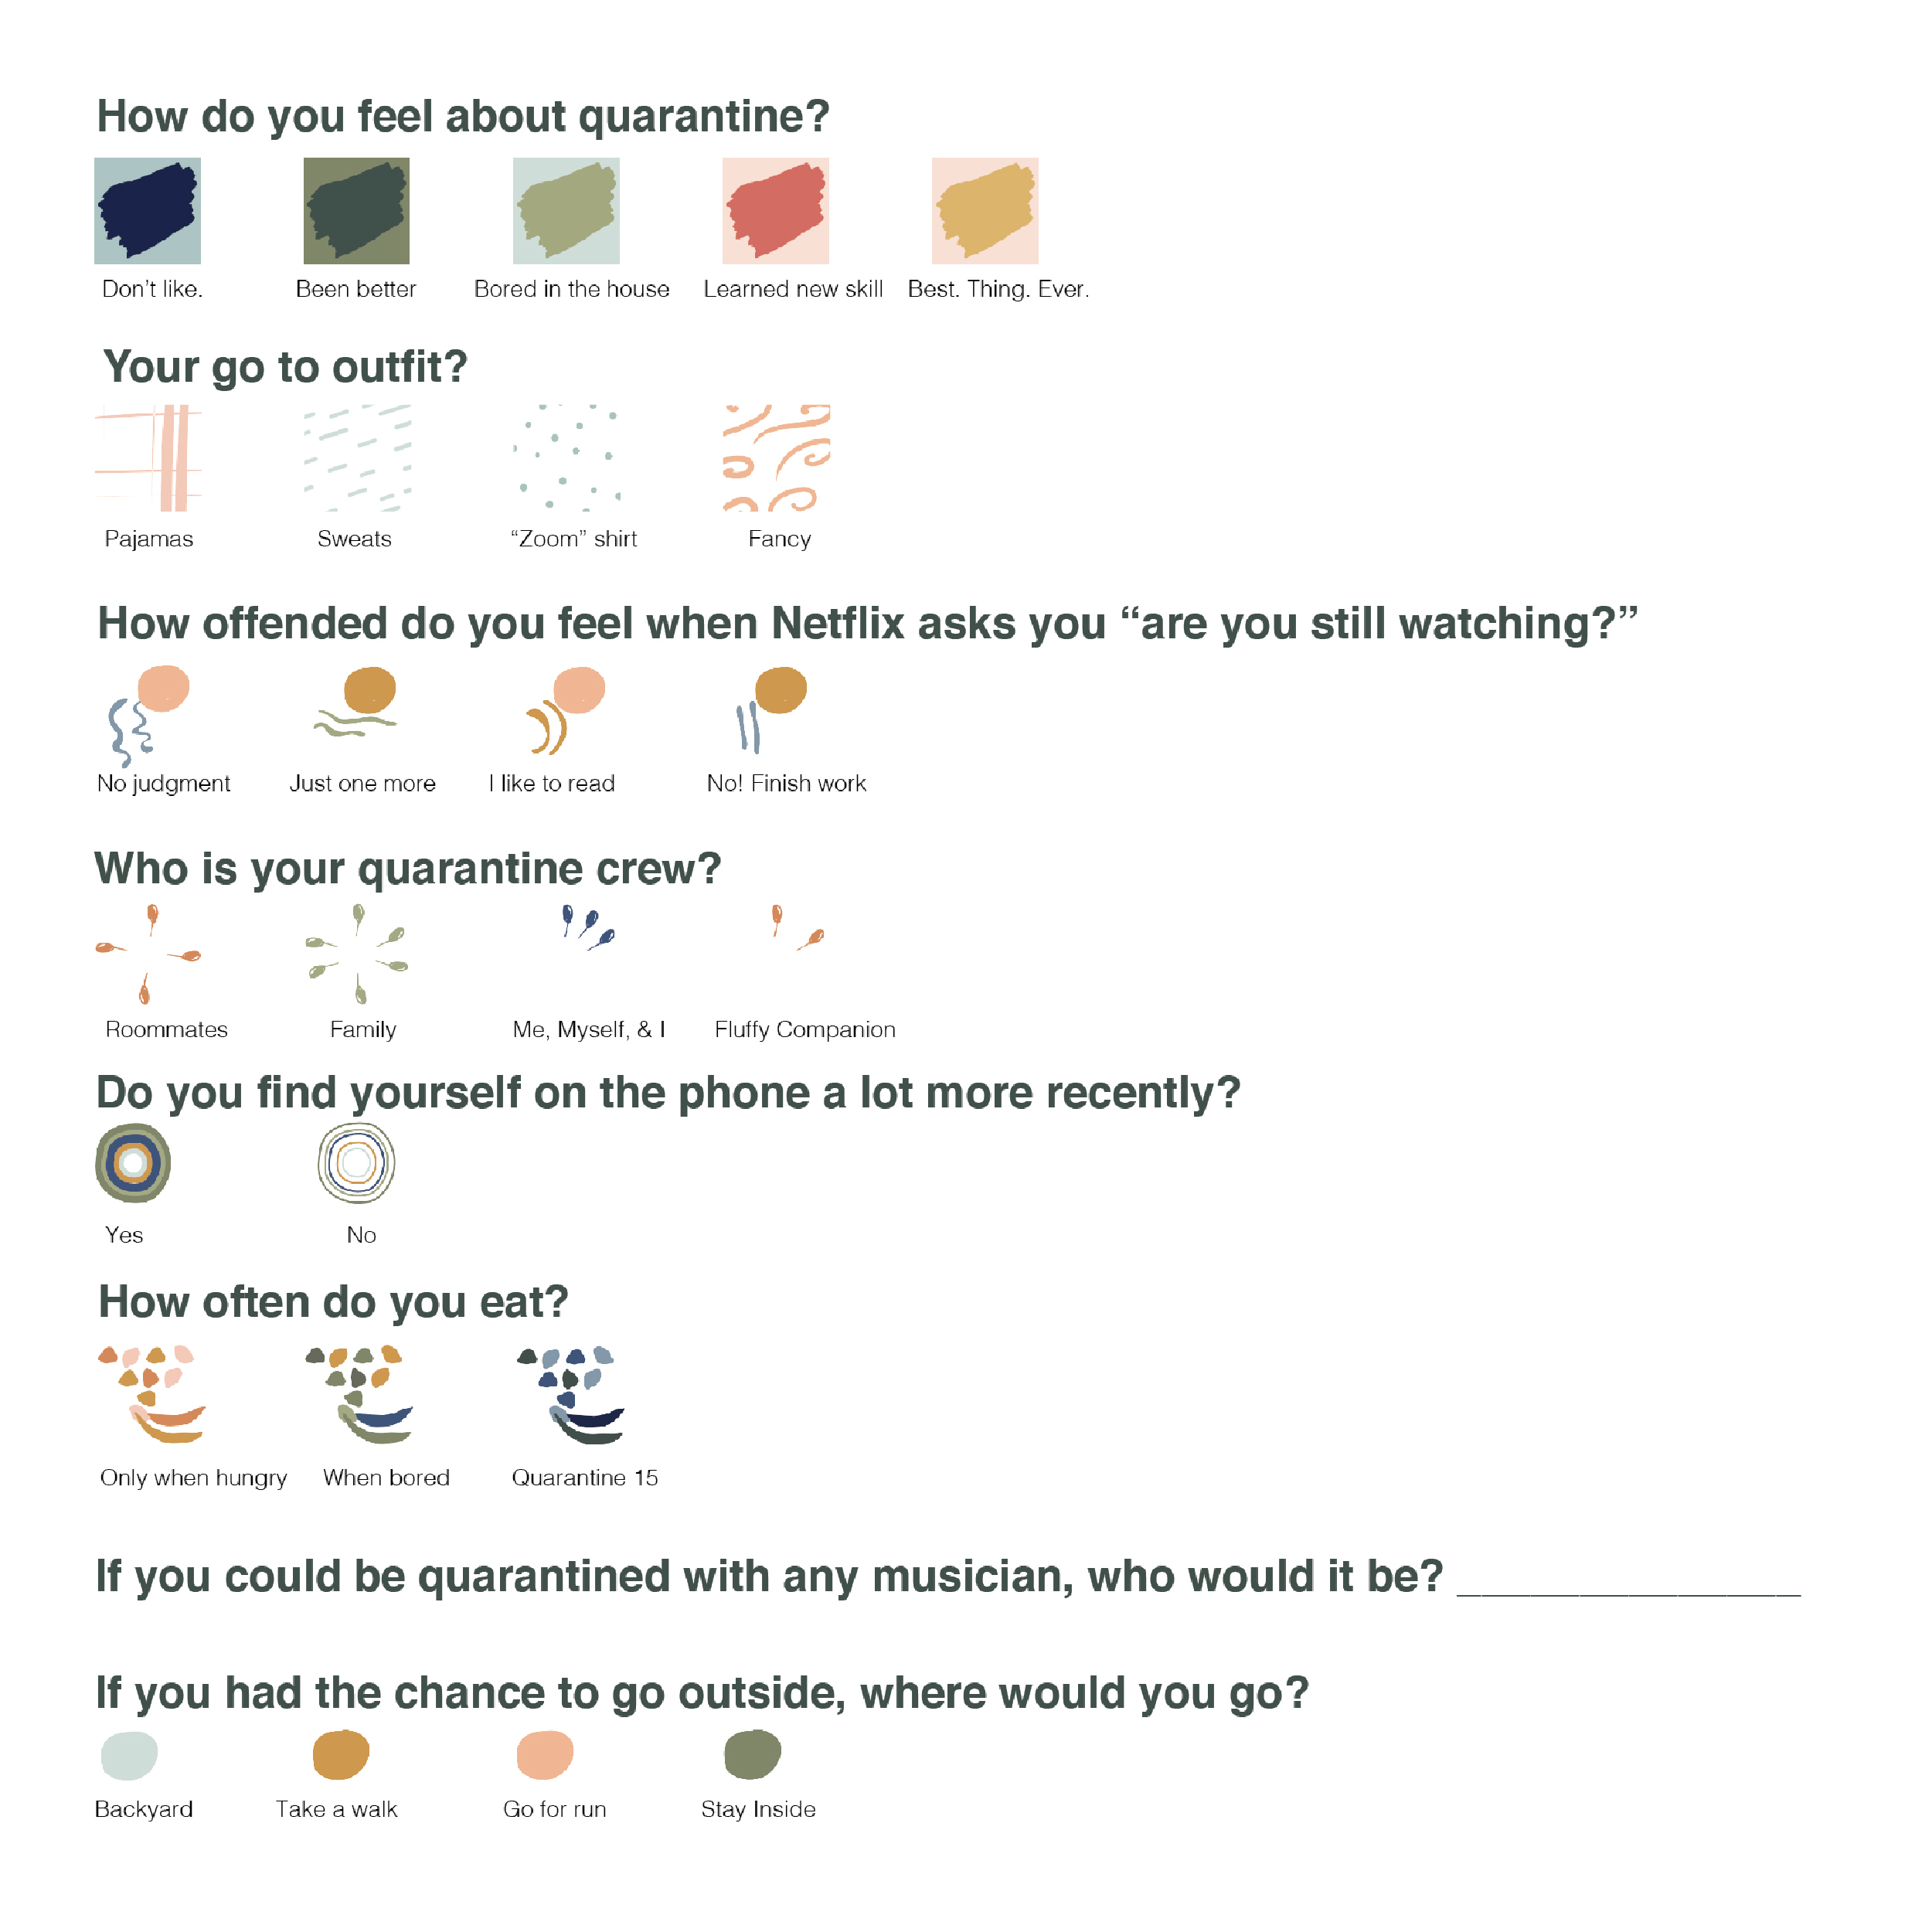 How do you feel about quarantine?
Don’t like. Been better Bored in the house Learned new skill Best. Thing. Ever.
Your go to outfit?
Pajamas Sweats “Zoom” shirt Fancy
How offended do you feel when Netflix asks you “are you still watching?”
No judgment Just one more I like to read No! Finish work
Who is your quarantine crew?
Roommates Family Me, Myself, & I Fluffy Companion
Do you find yourself on the phone a lot more recently?
Yes No
How often do you eat?
Only when hungry When bored Quarantine 15
If you could be quarantined with any musician, who would it be? ______________
If you had the chance to go outside, where would you go?
Backyard Take a walk Go for run Stay Inside